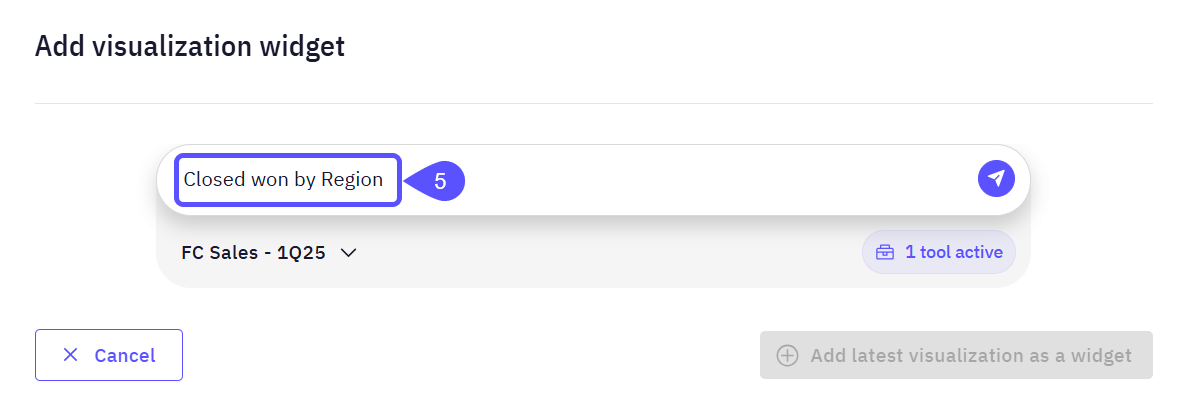 Add visualization widget
Closed won by Region
5
FC Sales - 1Q25
1 tool active
Cancel
Add latest visualization as a widget